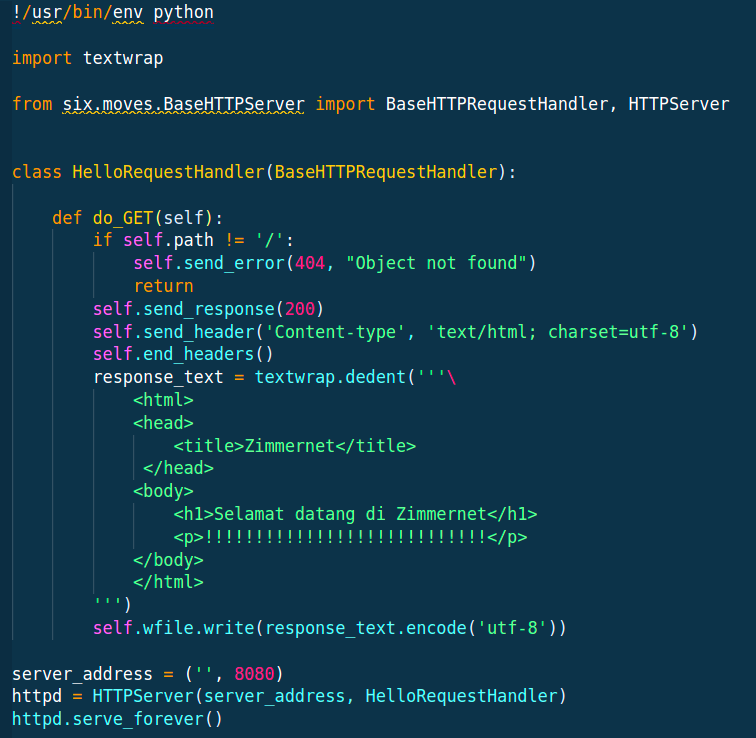 !/usr/bin/env python
import textwrap
from six.moves.BaseHTTPServer import BaseHTTPRequestHandler, HTTPServer
class HelloRequestHandler(BaseHTTPRequestHandler):
def do_GET(self):
if self.path != '/':
self.send_error(404, "Object not found")
return
self.send_response(200)
self.send_header('Content-type', 'text/html; charset=utf-8')
self.end_headers()
response_text = textwrap.dedent('''\
<html>
<head>
<title>Zimmernet</title>
</head>
<body>
<h1>Selamat datang di Zimmernet</h1>
<p>!!!!!!!!!!!!!!!!!!!!!!!!!!!!</p>
</body>
</html>
''')
self.wfile.write(response_text.encode('utf-8'))
server_address = ('', 8080)
httpd = HTTPServer(server_address, HelloRequestHandler)
httpd.serve_forever()